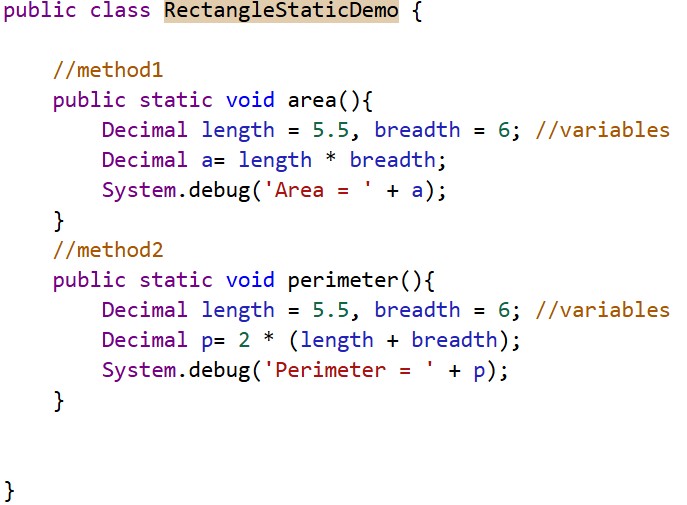 public class RectangleStaticDemo {
//method1
public static void area(){
Decimal length = 5.5, breadth = 6; //variables
Decimal a= length * breadth;
System.debug('Area = ' + a);
}
//method2
public static void perimeter(){
Decimal length = 5.5, breadth = 6; //variables
Decimal p= 2 * (length + breadth);
System.debug('Perimeter = ' + p);
}
}